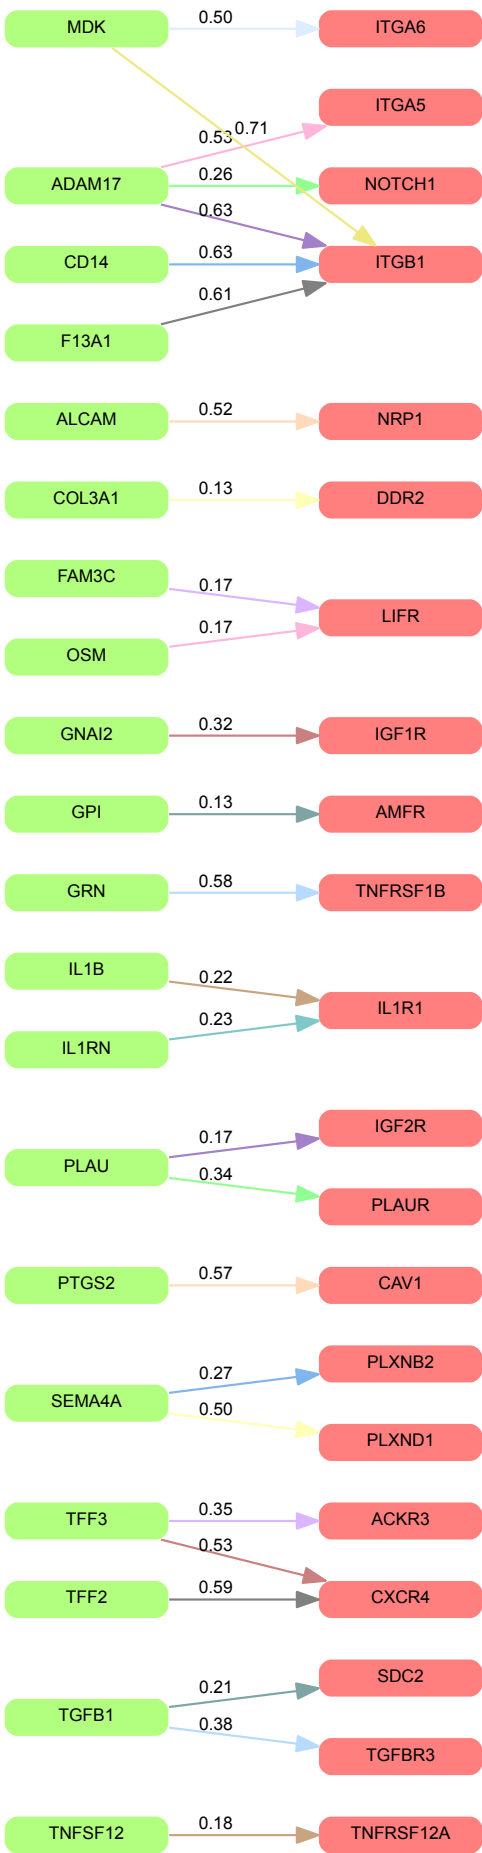 MDK 0.50 ITGA6
ITGA5
0.53 0.71
ADAM17 0.26 NOTCH1
0.63
CD14 0.63 ITGB1
0.61
F13A1
ALCAM 0.52 NRP1
COL3A1 0.13 DDR2
FAM3C 0.17
LIFR
OSM 0.17
GNAI2 0.32 IGF1R
GPI 0.13 AMFR
GRN 0.58 TNFRSF1B
IL1B 0.22
IL1R1
IL1RN 0.23
IGF2R
PLAU 0.17
0.34 PLAUR
PTGS2 0.57 CAV1
PLXNB2
SEMA4A 0.27
0.50 PLXND1
TFF3 0.35 ACKR3
0.53
TFF2 0.59 CXCR4
SDC2
TGFB1 0.21
0.38 TGFBR3
TNFSF12 0.18 TNFRSF12A